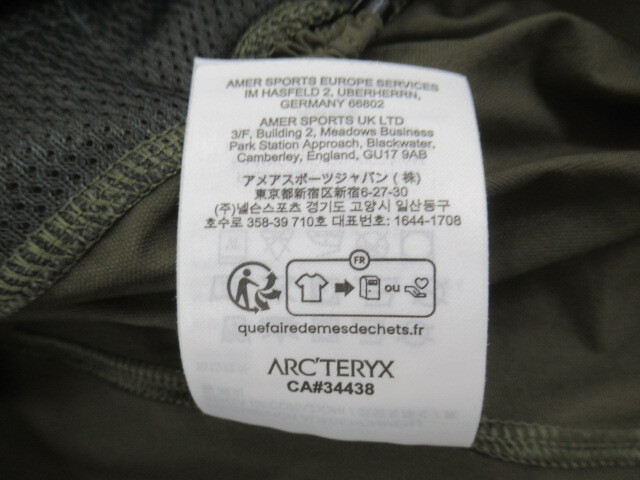 AMER SPORTS EUROPE SERVICES
IM HASFELD 2, UBERHERRN,
GERMANY 66802
AMER SPORTS UK LTD
3/F, Building 2, Meadows Business
Park Station Approach, Blackwater,
Camberley, England, GU17 9AB
アメアスポーツジャパン (株)
東京都新宿区新宿6-27-30
(주)넬슨스포츠 경기도 고양시 일산동구
호수로 358-39 710호 대표번호: 1644-1708
FR
ou
quefairedemesdechets.fr
ARC'TERYX
CA#34438